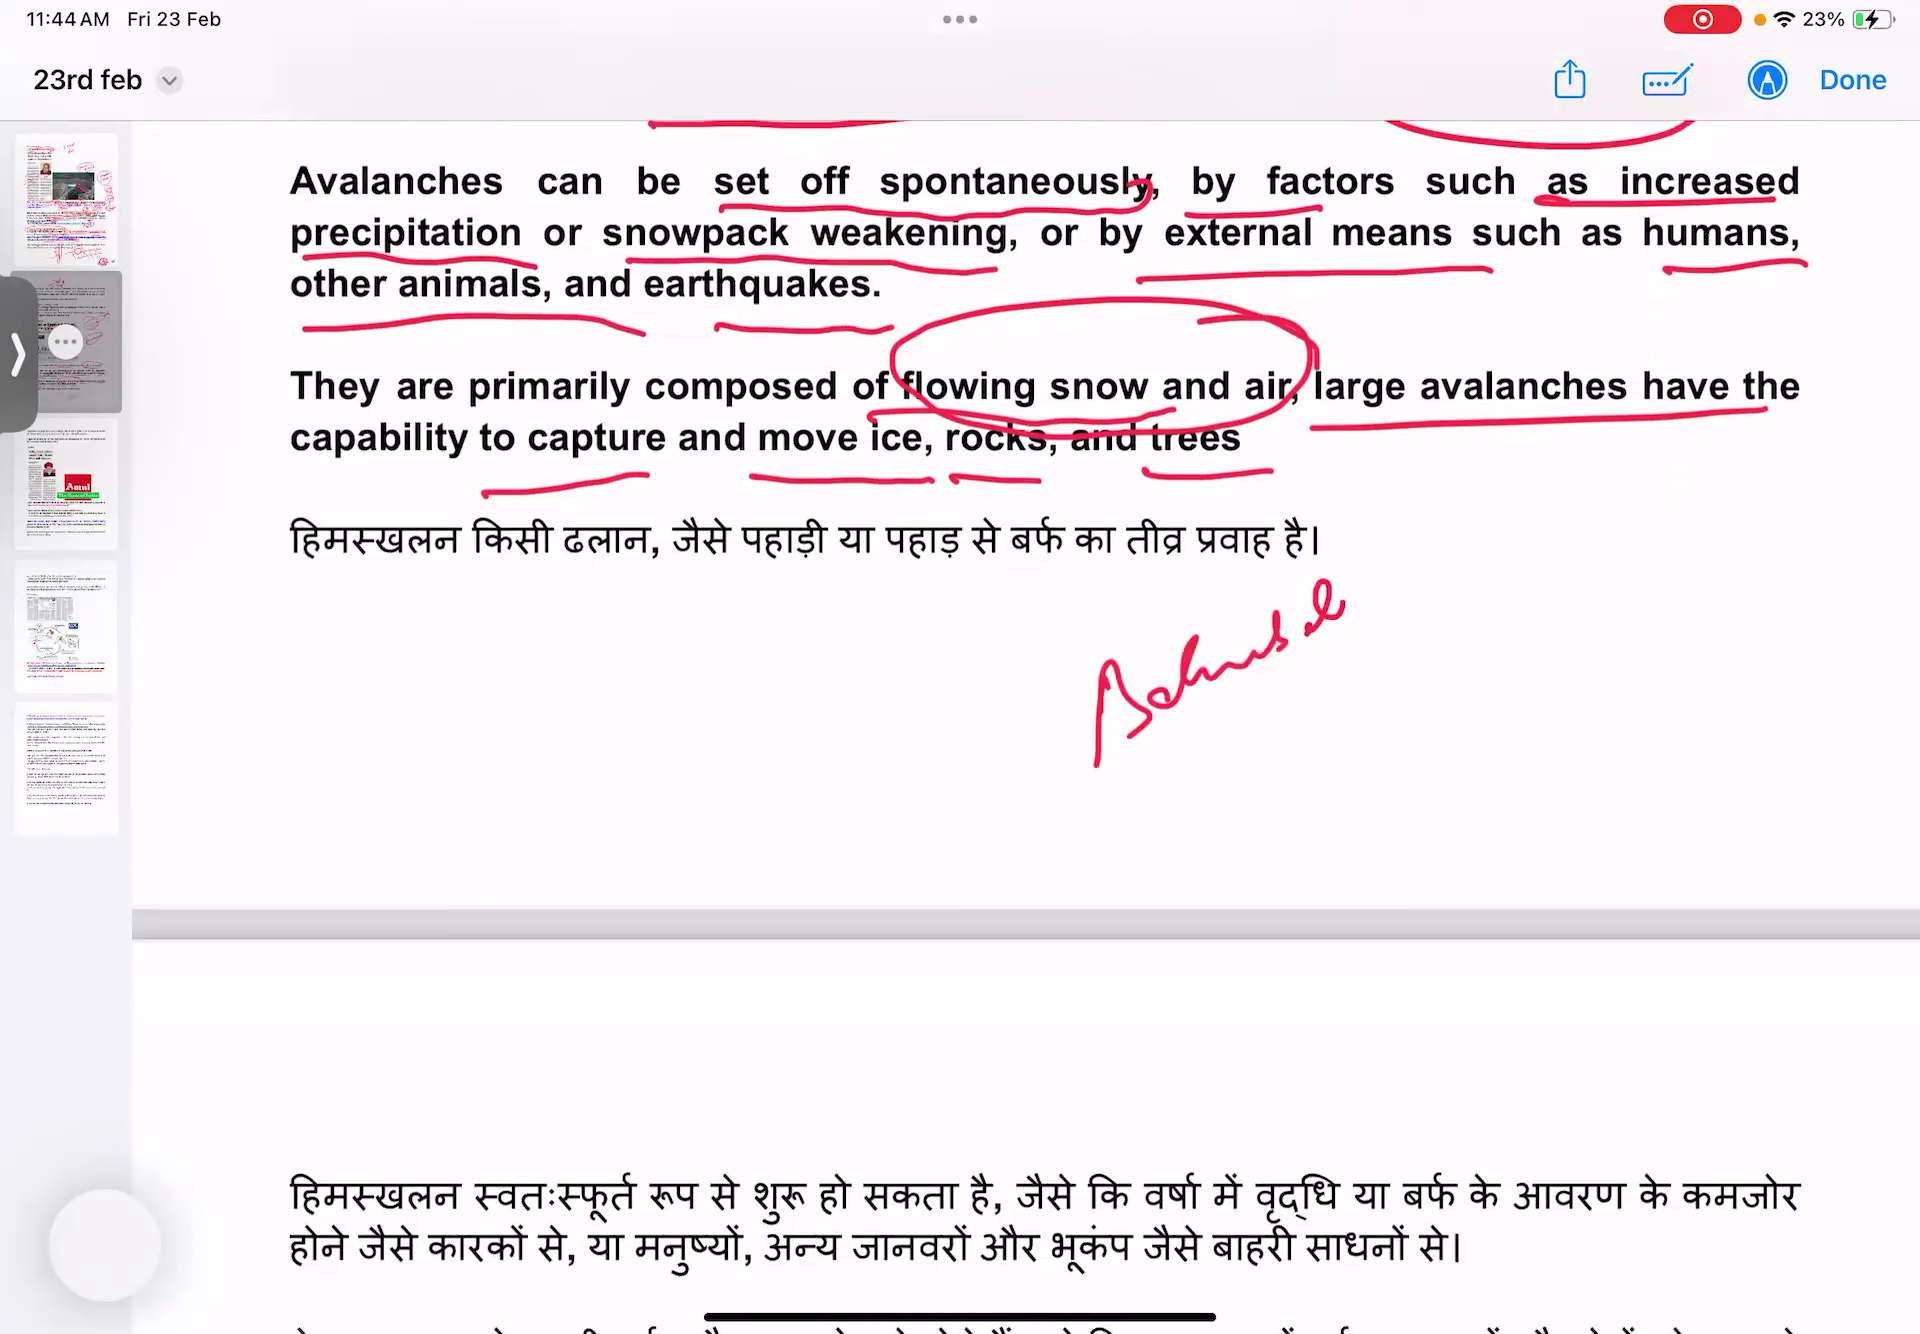 11:44 AM Fri 23 Feb
23%
23rd feb
Done
Avalanches can be set off spontaneously, by factors such as increased
precipitation or snowpack weakening, or by external means such as humans,
other animals, and earthquakes.
They are primarily composed of flowing snow and air, large avalanches have the
capability to capture and move ice, rocks, and trees
हिमस्खलन किसी ढलान, जैसे पहाड़ी या पहाड़ से बर्फ का तीव्र प्रवाह है।
हिमस्खलन स्वतःस्फूर्त रूप से शुरू हो सकता है, जैसे कि वर्षा में वृद्धि या बर्फ के आवरण के कमजोर
होने जैसे कारकों से, या मनुष्यों, अन्य जानवरों और भूकंप जैसे बाहरी साधनों से।